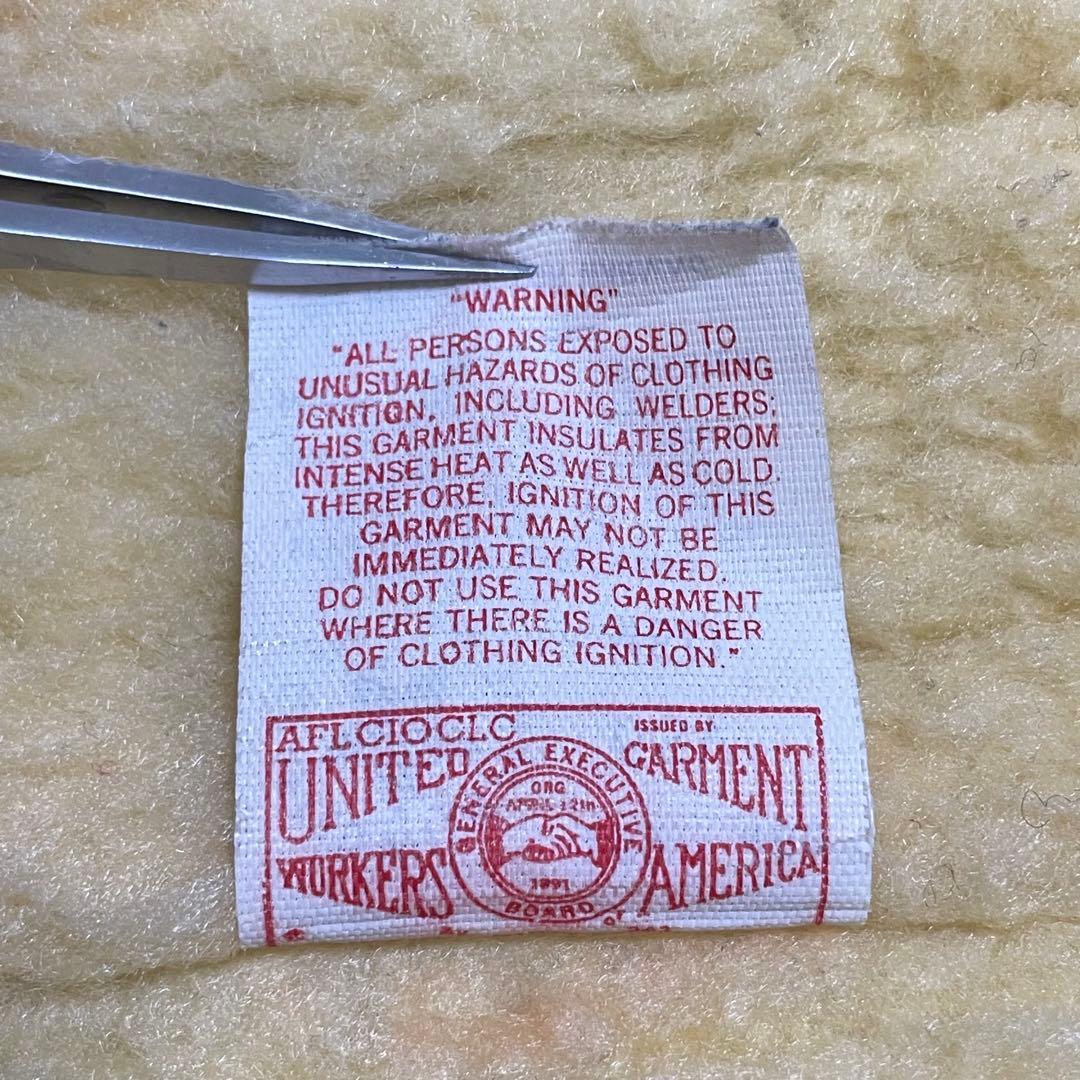 "WARNING"
"ALL PERSONS EXPOSED TO
UNUSUAL HAZARDS OF CLOTHING
IGNITION, INCLUDING WELDERS;
THIS GARMENT INSULATES FROM
INTENSE HEAT AS WELL AS COLD.
THEREFORE, IGNITION OF THIS
GARMENT MAY NOT BE
IMMEDIATELY REALIZED.
DO NOT USE THIS GARMENT
WHERE THERE IS A DANGER
OF CLOTHING IGNITION."
AFL CIO CLC
ISSUED BY
UNITED GARMENT
WORKERS AMERICA
GENERAL EXECUTIVE
BOARD
ORG
APRIL 12th
1891
OF